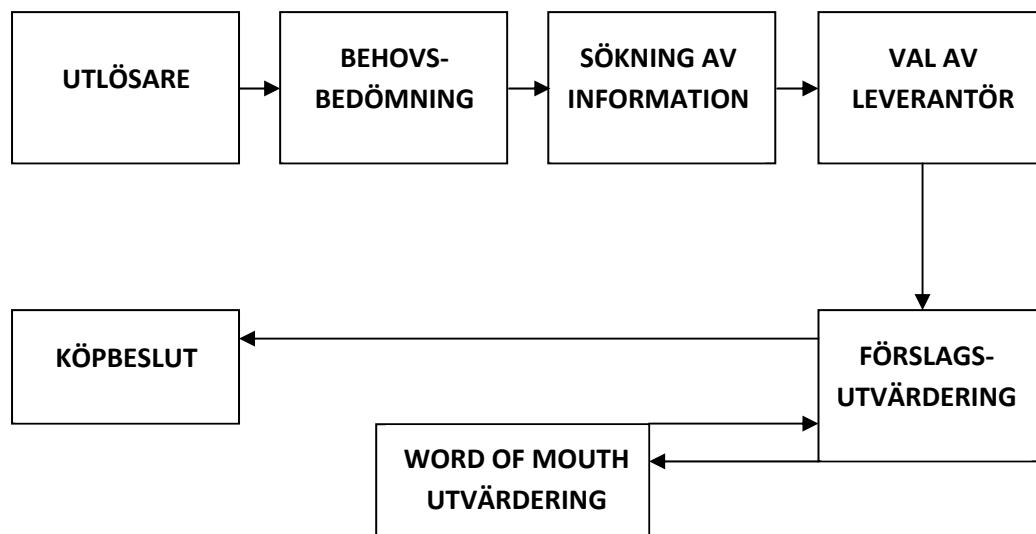 UTLÖSARE
BEHOVS-
BEDÖMNING
SÖKNING AV
INFORMATION
VAL AV
LEVERANTÖR
KÖPBESLUT
FÖRSLAGS-
UTVÄRDERING
WORD OF MOUTH
UTVÄRDERING